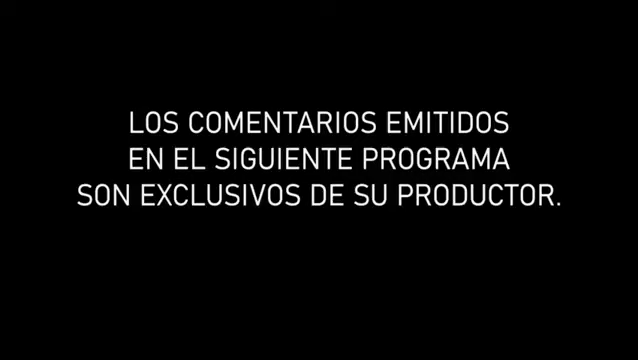 LOS COMENTARIOS EMITIDOS
EN EL SIGUIENTE PROGRAMA
SON EXCLUSIVOS DE SU PRODUCTOR.